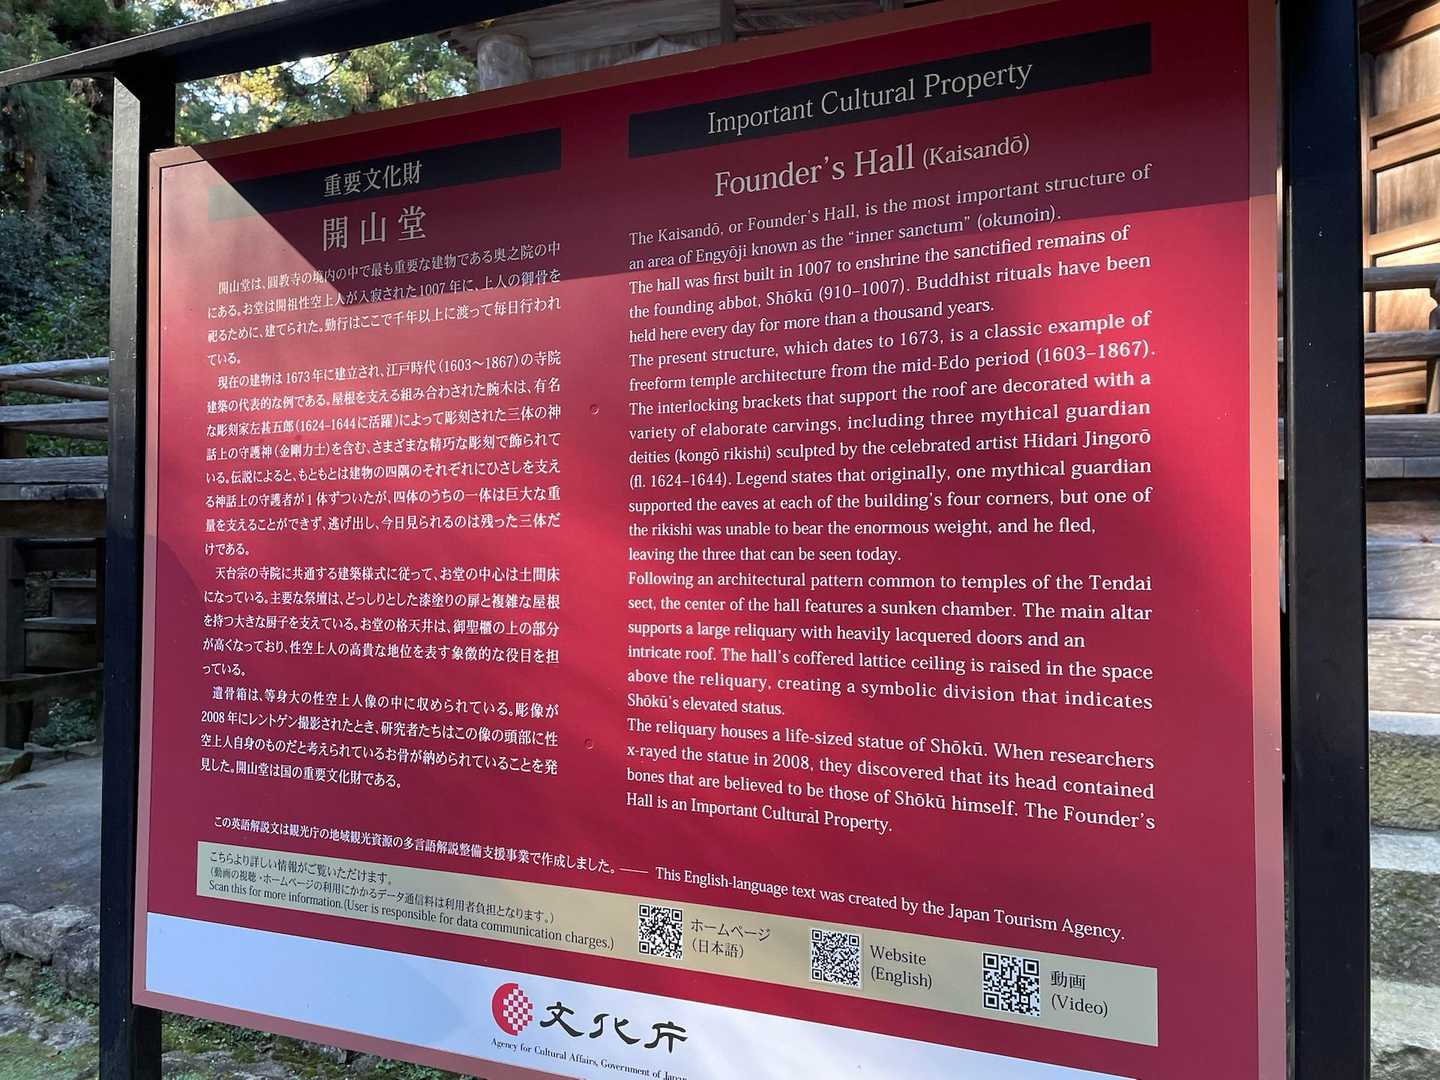 重要文化財
開山堂
開山堂は、圓教寺の境内の中で最も重要な建物である奥之院の中
にある。お堂は開祖性空上人が入寂された1007年に、上人の御骨を
祀るために、建てられた。勤行はここで千年以上に渡って毎日行われ
ている。
現在の建物は1673年に建立され、江戸時代（1603～1867）の寺院
建築の代表的な例である。屋根を支える組み合わされた腕木は、有名
な彫刻家左甚五郎（1624-1644に活躍）によって彫刻された三体の神
話上の守護神（金剛力士）を含む、さまざまな精巧な彫刻で飾られて
いる。伝説によると、もともとは建物の四隅のそれぞれにひさしを支え
る神話上の守護者が1体ずついたが、四体のうちの一体は巨大な重
量を支えることができず、逃げ出し、今日見られるのは残った三体だ
けである。
天台宗の寺院に共通する建築様式に従って、お堂の中心は土間床
になっている。主要な祭壇は、どっしりとした漆塗りの扉と複雑な屋根
を持つ大きな厨子を支えている。お堂の格天井は、御聖櫃の上の部分
が高くなっており、性空上人の高貴な地位を表す象徴的な役目を担
っている。
遺骨箱は、等身大の性空上人像の中に収められている。彫像が
2008年にレントゲン撮影されたとき、研究者たちはこの像の頭部に性
空上人自身のものだと考えられているお骨が納められていることを発
見した。開山堂は国の重要文化財である。
Important Cultural Property
Founder's Hall (Kaisandō)
The Kaisandō, or Founder's Hall, is the most important structure of
an area of Engyōji known as the "inner sanctum" (okunoin).
The hall was first built in 1007 to enshrine the sanctified remains of
the founding abbot, Shōkū (910–1007). Buddhist rituals have been
held here every day for more than a thousand years.
The present structure, which dates to 1673, is a classic example of
freeform temple architecture from the mid-Edo period (1603–1867).
The interlocking brackets that support the roof are decorated with a
variety of elaborate carvings, including three mythical guardian
deities (kongō rikishi) sculpted by the celebrated artist Hidari Jingorō
(fl. 1624–1644). Legend states that originally, one mythical guardian
supported the eaves at each of the building's four corners, but one of
the rikishi was unable to bear the enormous weight, and he fled,
leaving the three that can be seen today.
Following an architectural pattern common to temples of the Tendai
sect, the center of the hall features a sunken chamber. The main altar
supports a large reliquary with heavily lacquered doors and an
intricate roof. The hall's coffered lattice ceiling is raised in the space
above the reliquary, creating a symbolic division that indicates
Shōkū's elevated status.
The reliquary houses a life-sized statue of Shōkū. When researchers
x-rayed the statue in 2008, they discovered that its head contained
bones that are believed to be those of Shōkū himself. The Founder's
Hall is an Important Cultural Property.
この英語解説文は観光庁の地域観光資源の多言語解説整備支援事業で作成しました。—— This English-language text was created by the Japan Tourism Agency.
こちらより詳しい情報がご覧いただけます。
（動画の視聴・ホームページの利用にかかるデータ通信料は利用者負担となります。）
Scan this for more information.(User is responsible for data communication charges.)
ホームページ
（日本語）
Website
(English)
動画
(Video)
文化庁
Agency for Cultural Affairs, Government of Japan